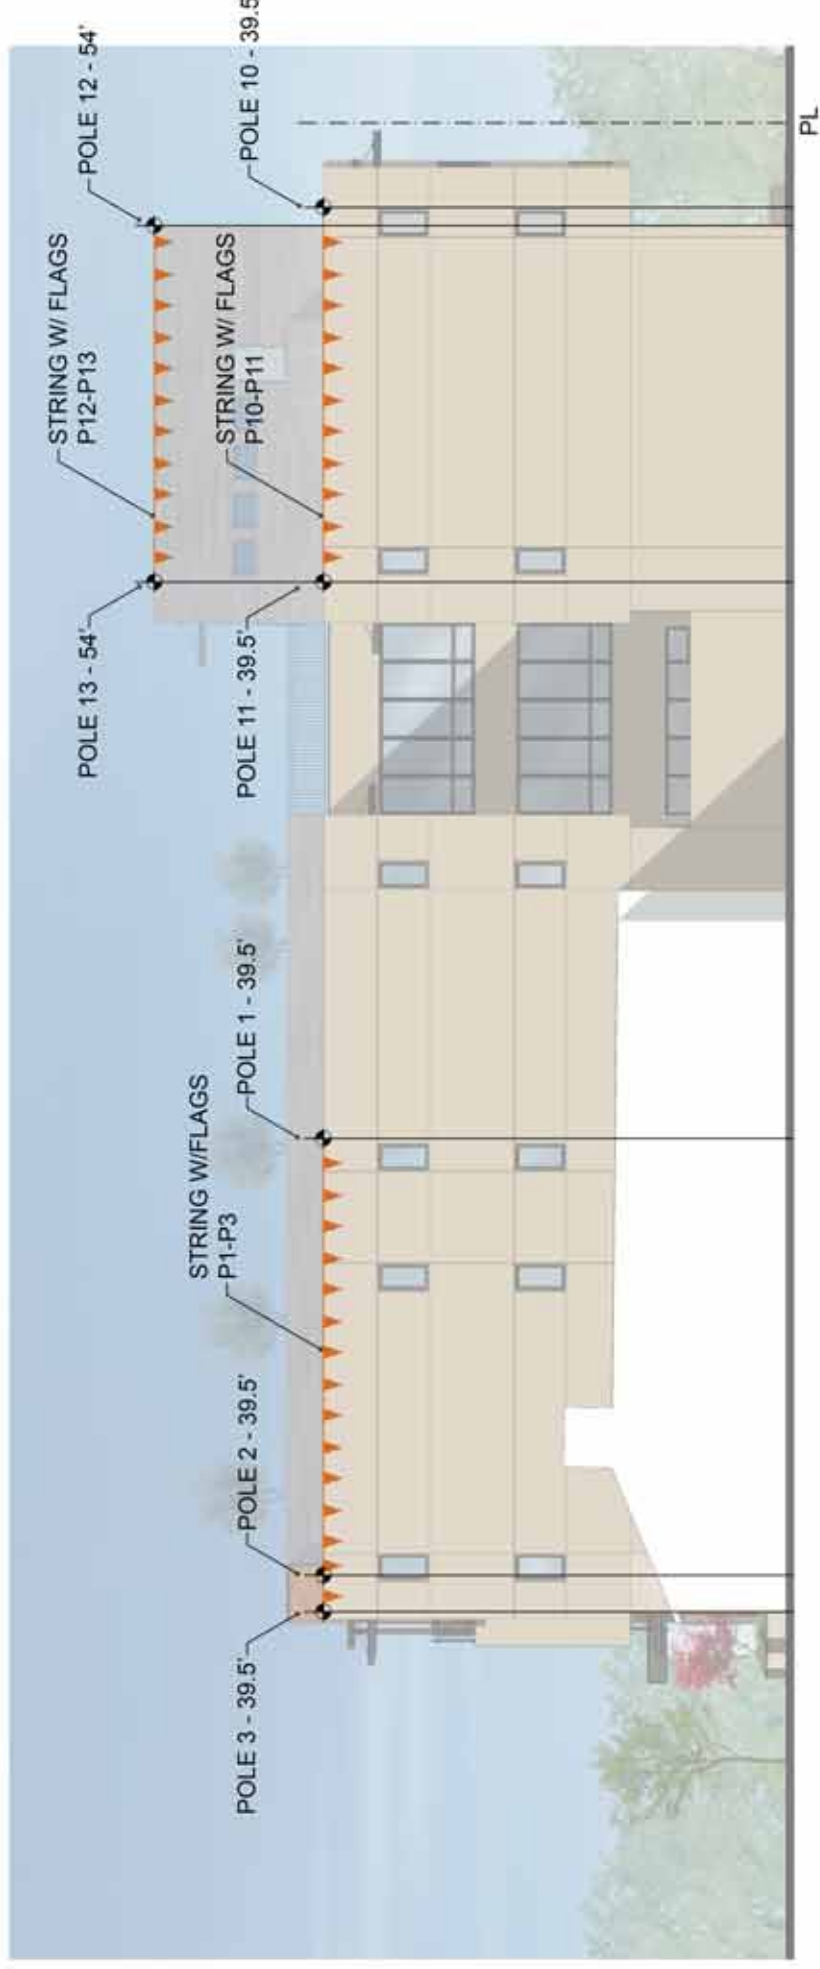 STRING W/ FLAGS
P12-P13
POLE 13 - 54'
POLE 12 - 54'
STRING W/FLAGS
P1-P3
STRING W/ FLAGS
P10-P11
POLE 3 - 39.5'
POLE 2 - 39.5'
POLE 1 - 39.5'
POLE 11 - 39.5'
POLE 10 - 39.5
PL